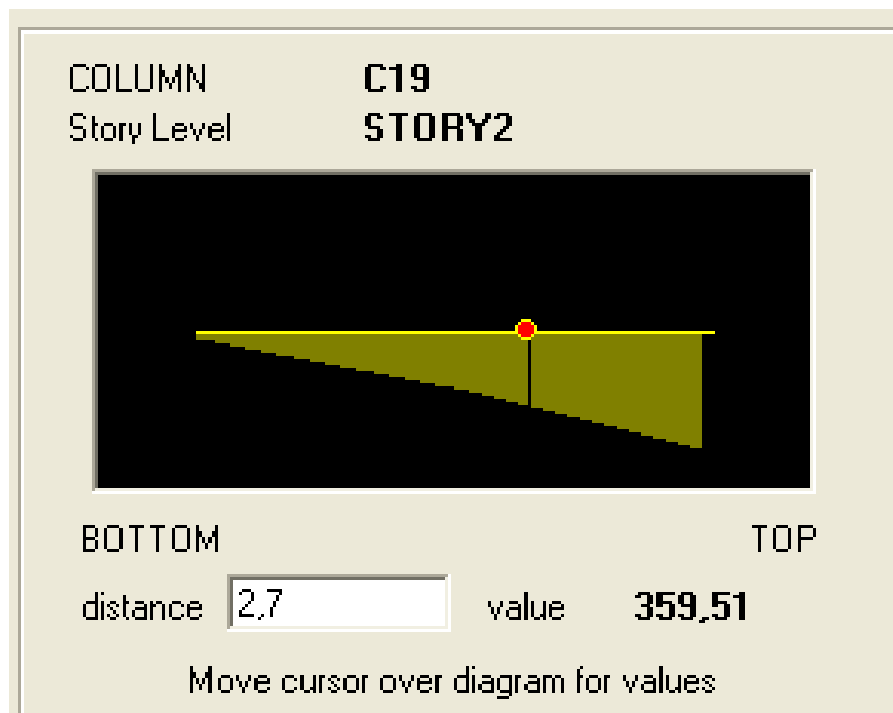 COLUMN C19
Story Level STORY2
BOTTOM TOP
distance 2,7 value 359,51
Move cursor over diagram for values